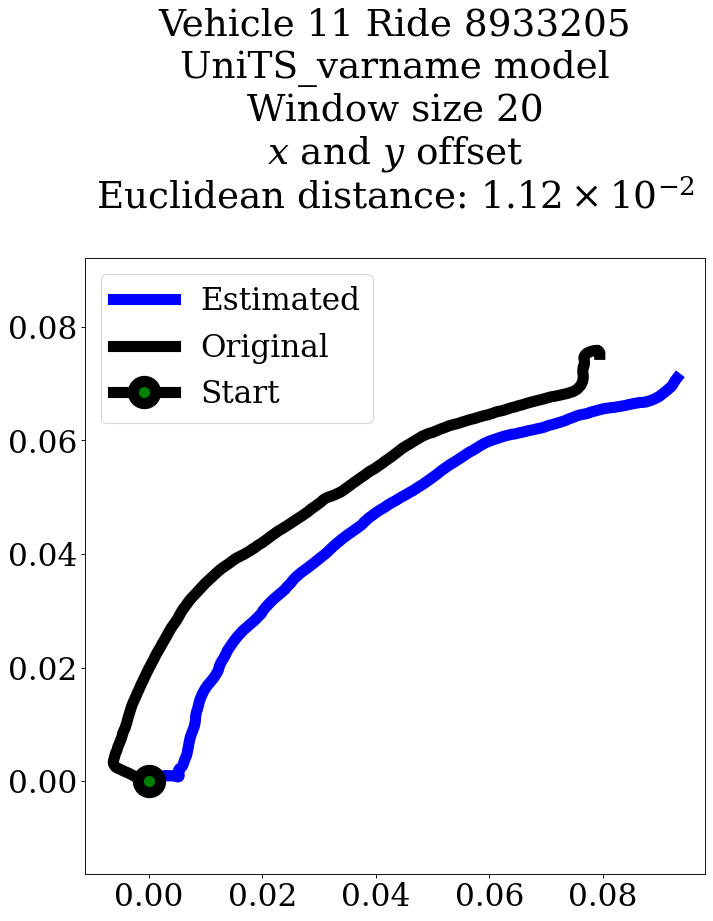 Vehicle 11 Ride 8933205
UniTS_varname model
Window size 20
x and y offset
Euclidean distance: 1.12 × 10⁻²
Estimated
Original
Start
0.08
0.06
0.04
0.02
0.00
0.00 0.02 0.04 0.06 0.08